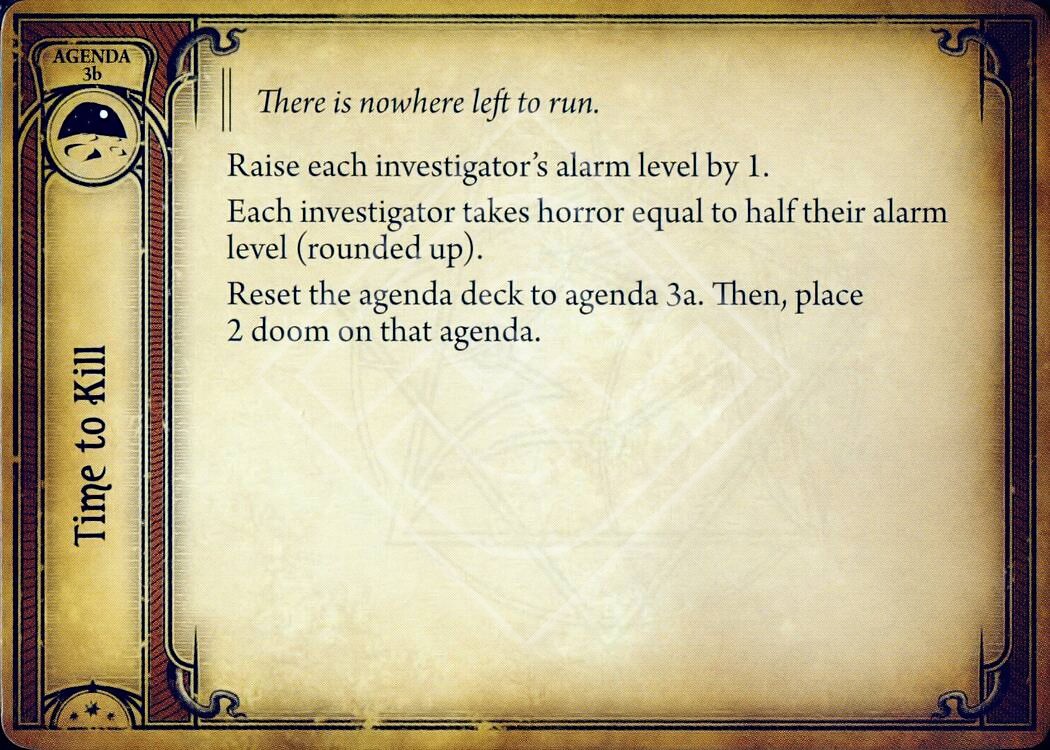 AGENDA
3b
There is nowhere left to run.
Raise each investigator's alarm level by 1.
Each investigator takes horror equal to half their alarm
level (rounded up).
Reset the agenda deck to agenda 3a. Then, place
2 doom on that agenda.
Time to Kill